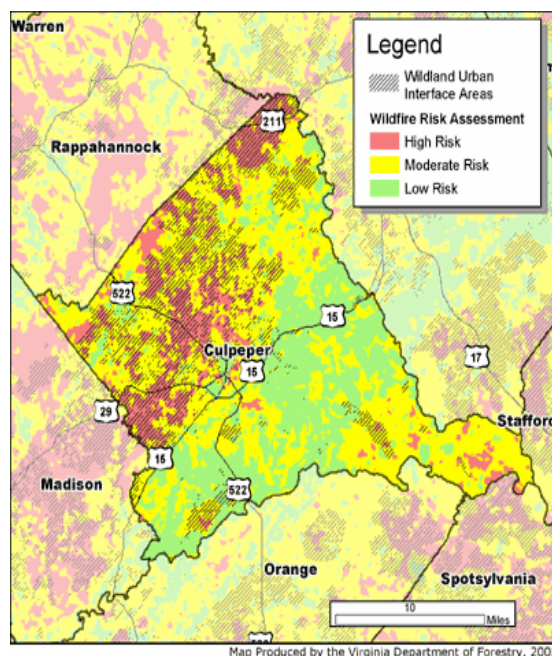 Warren
Legend
Wildland Urban
Interface Areas
Wildfire Risk Assessment
High Risk
Moderate Risk
Low Risk
211
Rappahannock
522
15
Culpeper
15
17
29
Stafford
15
Madison
522
Orange
Spotsylvania
10
Miles
Map Produced by the Virginia Department of Forestry, 200